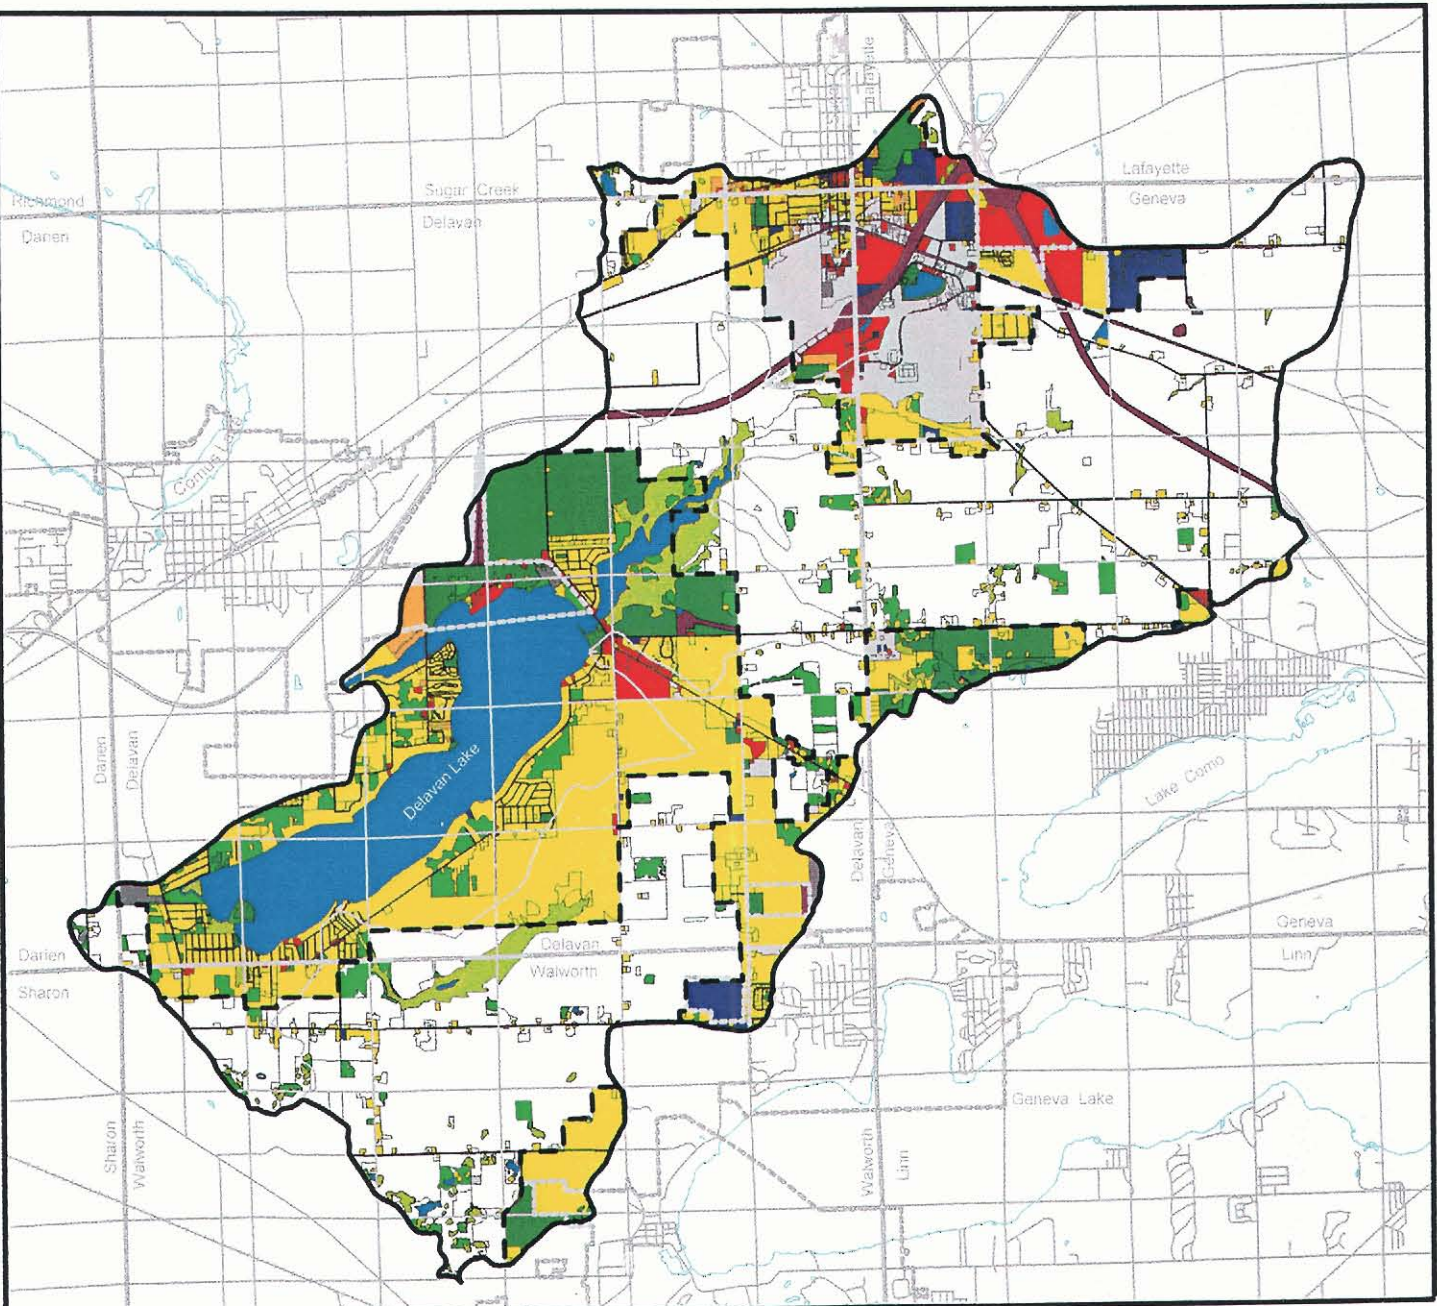 Lafayette
Lafayette
Geneva
Sugar Creek
Delavan
Richmond
Darien
Comus
Darien
Delavan
Delavan Lake
Lake Como
Delavan
Geneva
Darien
Sharon
Delavan
Walworth
Geneva
Linn
Geneva Lake
Sharon
Walworth
Walworth
Linn